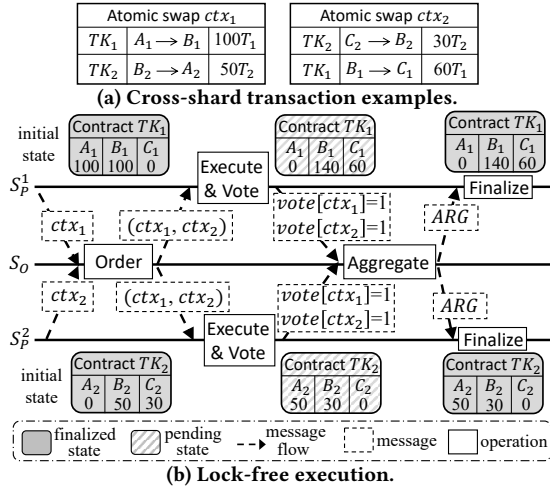 Atomic swap ctx₁
TK₁ A₁ → B₁ 100T₁
TK₂ B₂ → A₂ 50T₂
Atomic swap ctx₂
TK₂ C₂ → B₂ 30T₂
TK₁ B₁ → C₁ 60T₁
(a) Cross-shard transaction examples.
initial state
Contract TK₁
A₁ B₁ C₁
100 100 0
Contract TK₁
A₁ B₁ C₁
0 140 60
Contract TK₁
A₁ B₁ C₁
0 140 60
S_P^1
Execute & Vote
Finalize
ctx₁
(ctx₁, ctx₂)
vote[ctx₁]=1
vote[ctx₂]=1
ARG
S_O
Order
Aggregate
ctx₂
(ctx₁, ctx₂)
vote[ctx₁]=1
vote[ctx₂]=1
ARG
S_P^2
Execute & Vote
Finalize
initial state
Contract TK₂
A₂ B₂ C₂
0 50 30
Contract TK₂
A₂ B₂ C₂
50 30 0
Contract TK₂
A₂ B₂ C₂
50 30 0
finalized state
pending state
message flow
message
operation
(b) Lock-free execution.